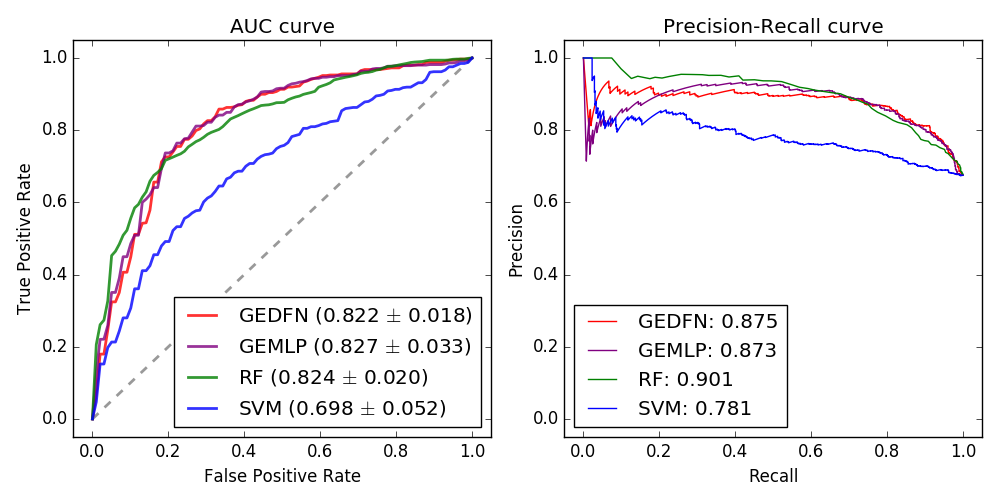 AUC curve
1.0
0.8
0.6
0.4
0.2
0.0
True Positive Rate
0.0 0.2 0.4 0.6 0.8 1.0
False Positive Rate
GEDFN (0.822 ± 0.018)
GEMLP (0.827 ± 0.033)
RF (0.824 ± 0.020)
SVM (0.698 ± 0.052)
Precision-Recall curve
1.0
0.8
0.6
0.4
0.2
0.0
Precision
0.0 0.2 0.4 0.6 0.8 1.0
Recall
GEDFN: 0.875
GEMLP: 0.873
RF: 0.901
SVM: 0.781